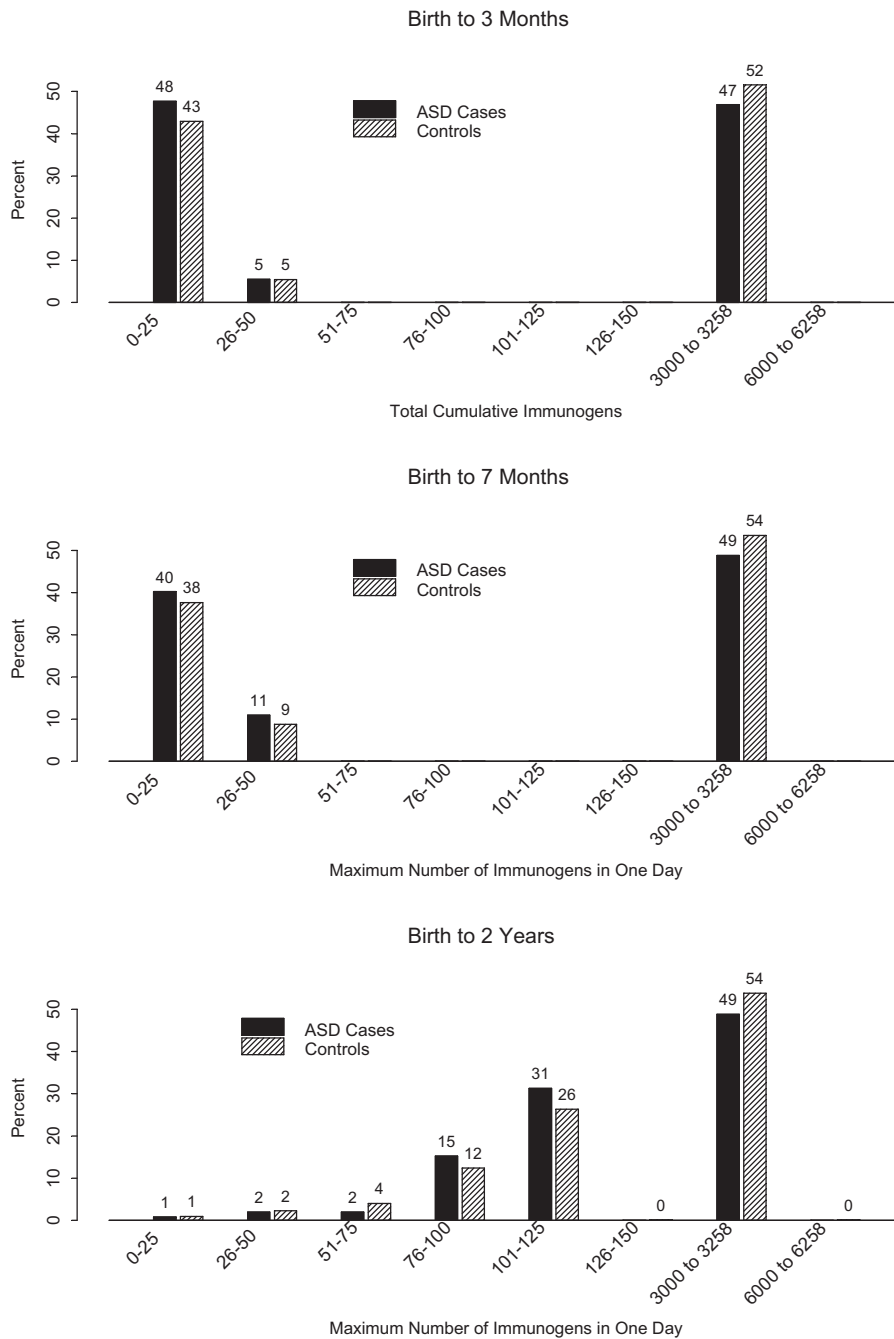 Birth to 3 Months
Percent
0 10 20 30 40 50
48 43 5 5 47 52
ASD Cases
Controls
0-25 26-50 51-75 76-100 101-125 126-150 3000 to 3258 6000 to 6258
Total Cumulative Immunogens
Birth to 7 Months
Percent
0 10 20 30 40 50
40 38 11 9 49 54
ASD Cases
Controls
0-25 26-50 51-75 76-100 101-125 126-150 3000 to 3258 6000 to 6258
Maximum Number of Immunogens in One Day
Birth to 2 Years
Percent
0 10 20 30 40 50
1 1 2 2 2 4 15 12 31 26 0 49 54 0
ASD Cases
Controls
0-25 26-50 51-75 76-100 101-125 126-150 3000 to 3258 6000 to 6258
Maximum Number of Immunogens in One Day